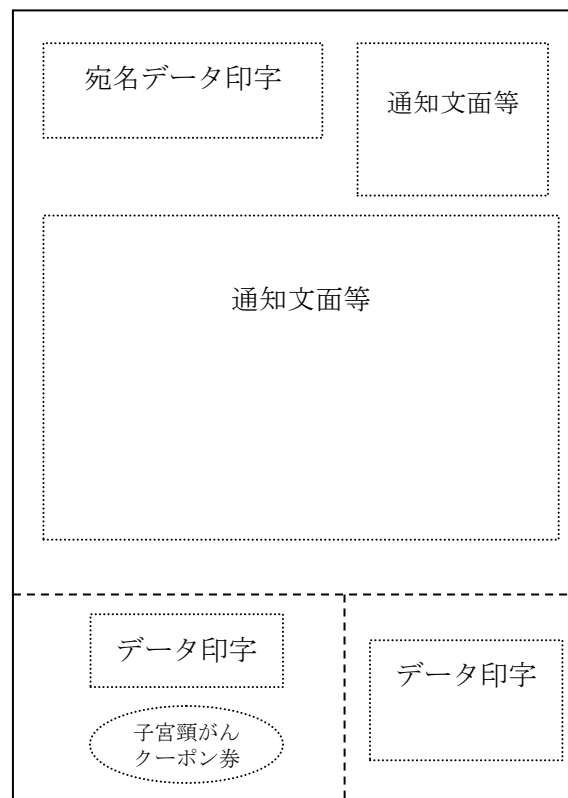 宛名データ印字
通知文面等
通知文面等
データ印字
データ印字
子宮頸がん
クーポン券